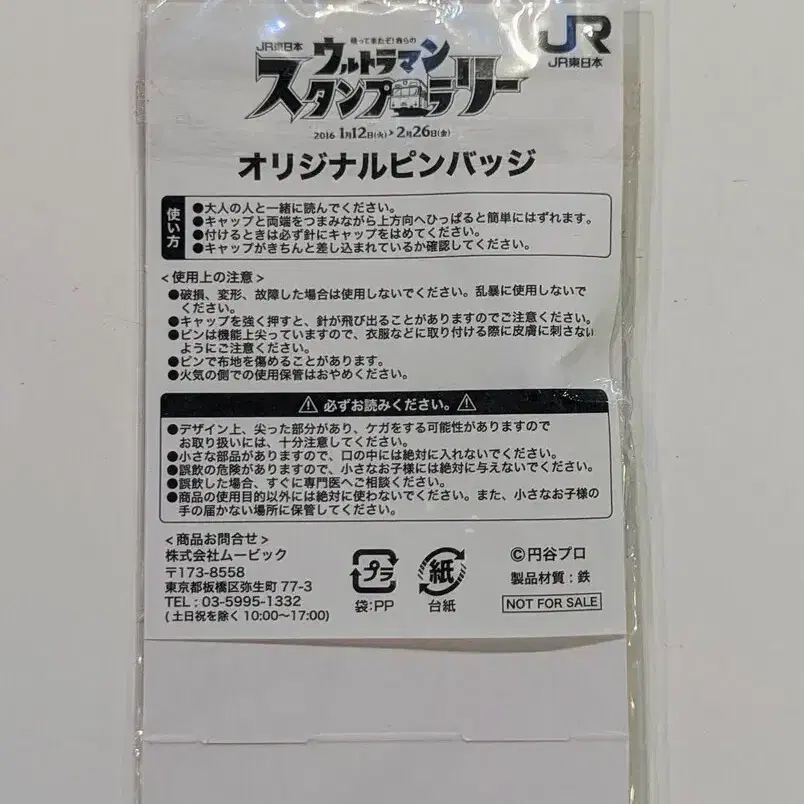 帰って来たぞ!我らの
JR東日本
ウルトラマン
スタンプラリー
2016 1月12日(火)>2月26日(金)
JR
JR東日本
オリジナルピンバッジ
使い方
●大人の人と一緒に読んでください。
●キャップと両端をつまみながら上方向へひっぱると簡単にはずれます。
●付けるときは必ず針にキャップをはめてください。
●キャップがきちんと差し込まれているか確認してください。
<使用上の注意>
●破損、変形、故障した場合は使用しないでください。乱暴に使用しないで
ください。
●キャップを強く押すと、針が飛び出ることがありますのでご注意ください。
●ピンは機能上尖っていますので、衣服などに取り付ける際に皮膚に刺さない
ようにご注意ください。
●ピンで布地を傷めることがあります。
●火気の側での使用保管はおやめください。
必ずお読みください。
●デザイン上、尖った部分があり、ケガをする可能性がありますので
お取り扱いには、十分注意してください。
●小さな部品がありますので、口の中には絶対に入れないでください。
●誤飲の危険がありますので、小さなお子様には絶対に与えないでください。
●誤飲した場合、すぐに専門医へご相談ください。
●商品の使用目的以外には絶対に使わないでください。また、小さなお子様の
手の届かない場所に保管してください。
<商品お問合せ>
株式会社ムービック
〒173-8558
東京都板橋区弥生町 77-3
TEL : 03-5995-1332
(土日祝を除く 10:00〜17:00)
プラ
袋:PP
紙
台紙
©円谷プロ
製品材質:鉄
NOT FOR SALE